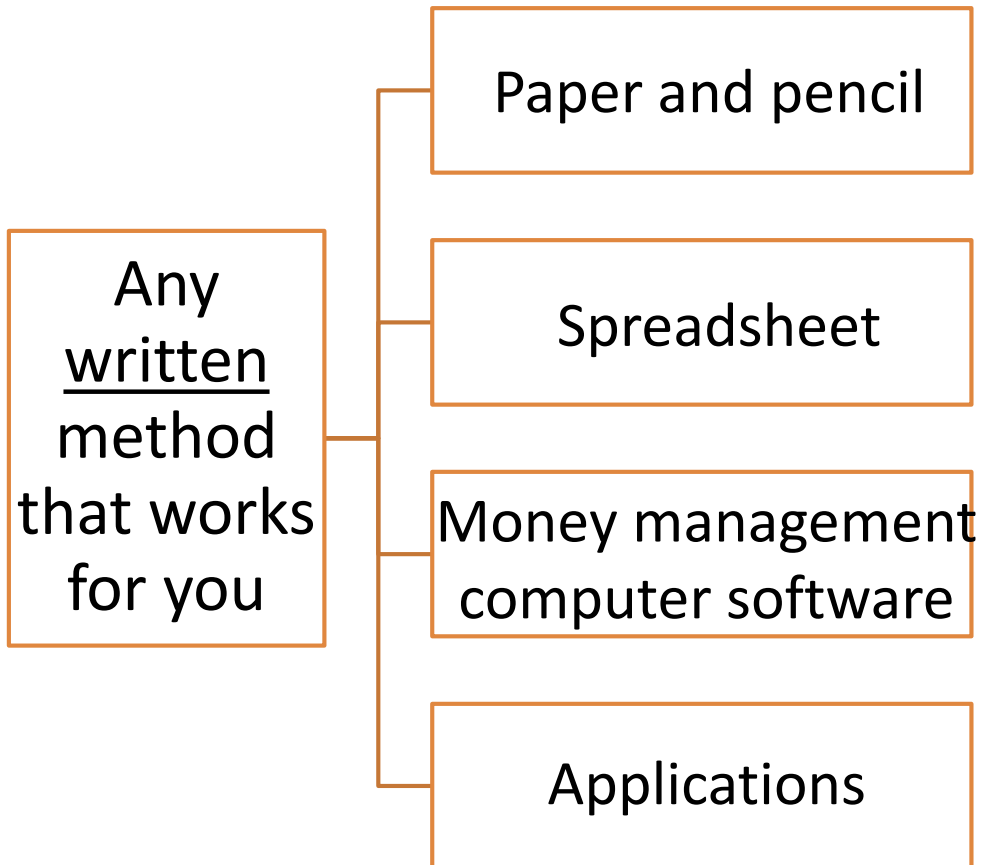 Any
written
method
that works
for you
Paper and pencil
Spreadsheet
Money management
computer software
Applications